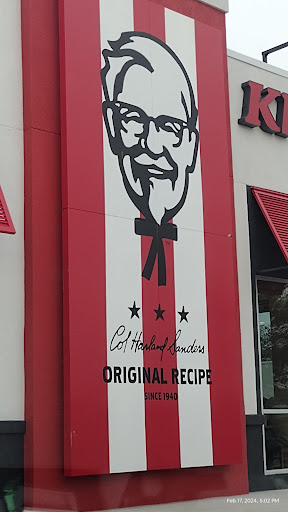 K
Col Harland Sanders
ORIGINAL RECIPE
SINCE 1940
Feb 17, 2024, 5:02 PM